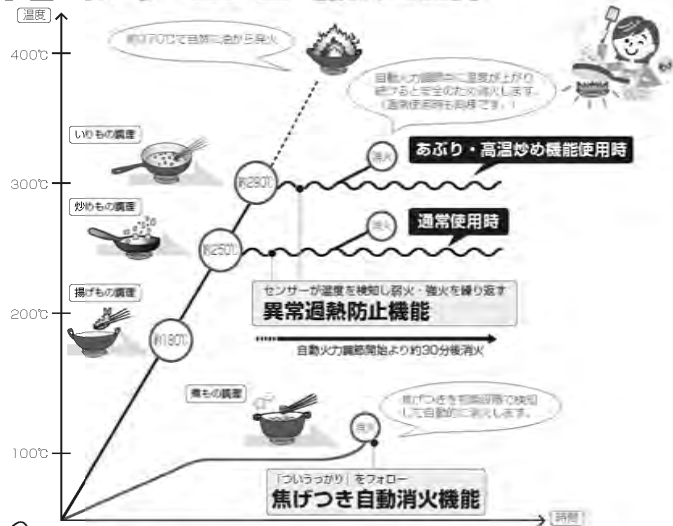 温度
400℃
約370℃で自然に油から発火
自動火力調節中に温度が上がり
続けると安全のため消火します。
(通常使用時も同様です。)
いりもの調理
消火
あぶり・高温炒め機能使用時
300℃
約290℃
炒めもの調理
消火
通常使用時
約250℃
揚げもの調理
センサーが温度を検知し弱火・強火を繰り返す
異常過熱防止機能
200℃
約180℃
自動火力調節開始より約30分後消火
煮もの調理
焦げつきを初期段階で検知
して自動的に消火します。
消火
100℃
「ついうっかり」をフォロー
焦げつき自動消火機能
時間